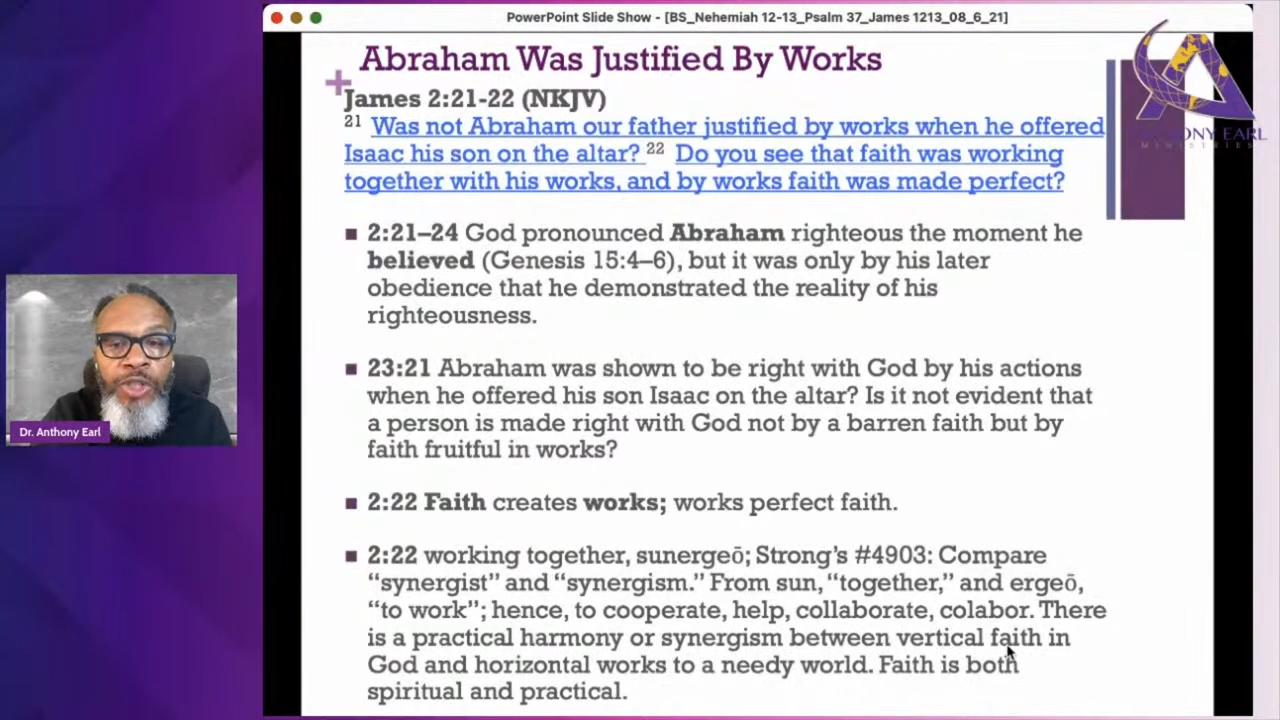 PowerPoint Slide Show - [BS_Nehemiah 12-13_Psalm 37_James 1213_08_6_21]
Abraham Was Justified By Works
+
James 2:21-22 (NKJV)
21 Was not Abraham our father justified by works when he offered
Isaac his son on the altar? 22 Do you see that faith was working
together with his works, and by works faith was made perfect?
■ 2:21–24 God pronounced Abraham righteous the moment he
believed (Genesis 15:4–6), but it was only by his later
obedience that he demonstrated the reality of his
righteousness.
■ 23:21 Abraham was shown to be right with God by his actions
when he offered his son Isaac on the altar? Is it not evident that
a person is made right with God not by a barren faith but by
faith fruitful in works?
■ 2:22 Faith creates works; works perfect faith.
■ 2:22 working together, sunergeō; Strong’s #4903: Compare
“synergist” and “synergism.” From sun, “together,” and ergeō,
“to work”; hence, to cooperate, help, collaborate, colabor. There
is a practical harmony or synergism between vertical faith in
God and horizontal works to a needy world. Faith is both
spiritual and practical.
Dr. Anthony Earl
EARL
MINISTRIES